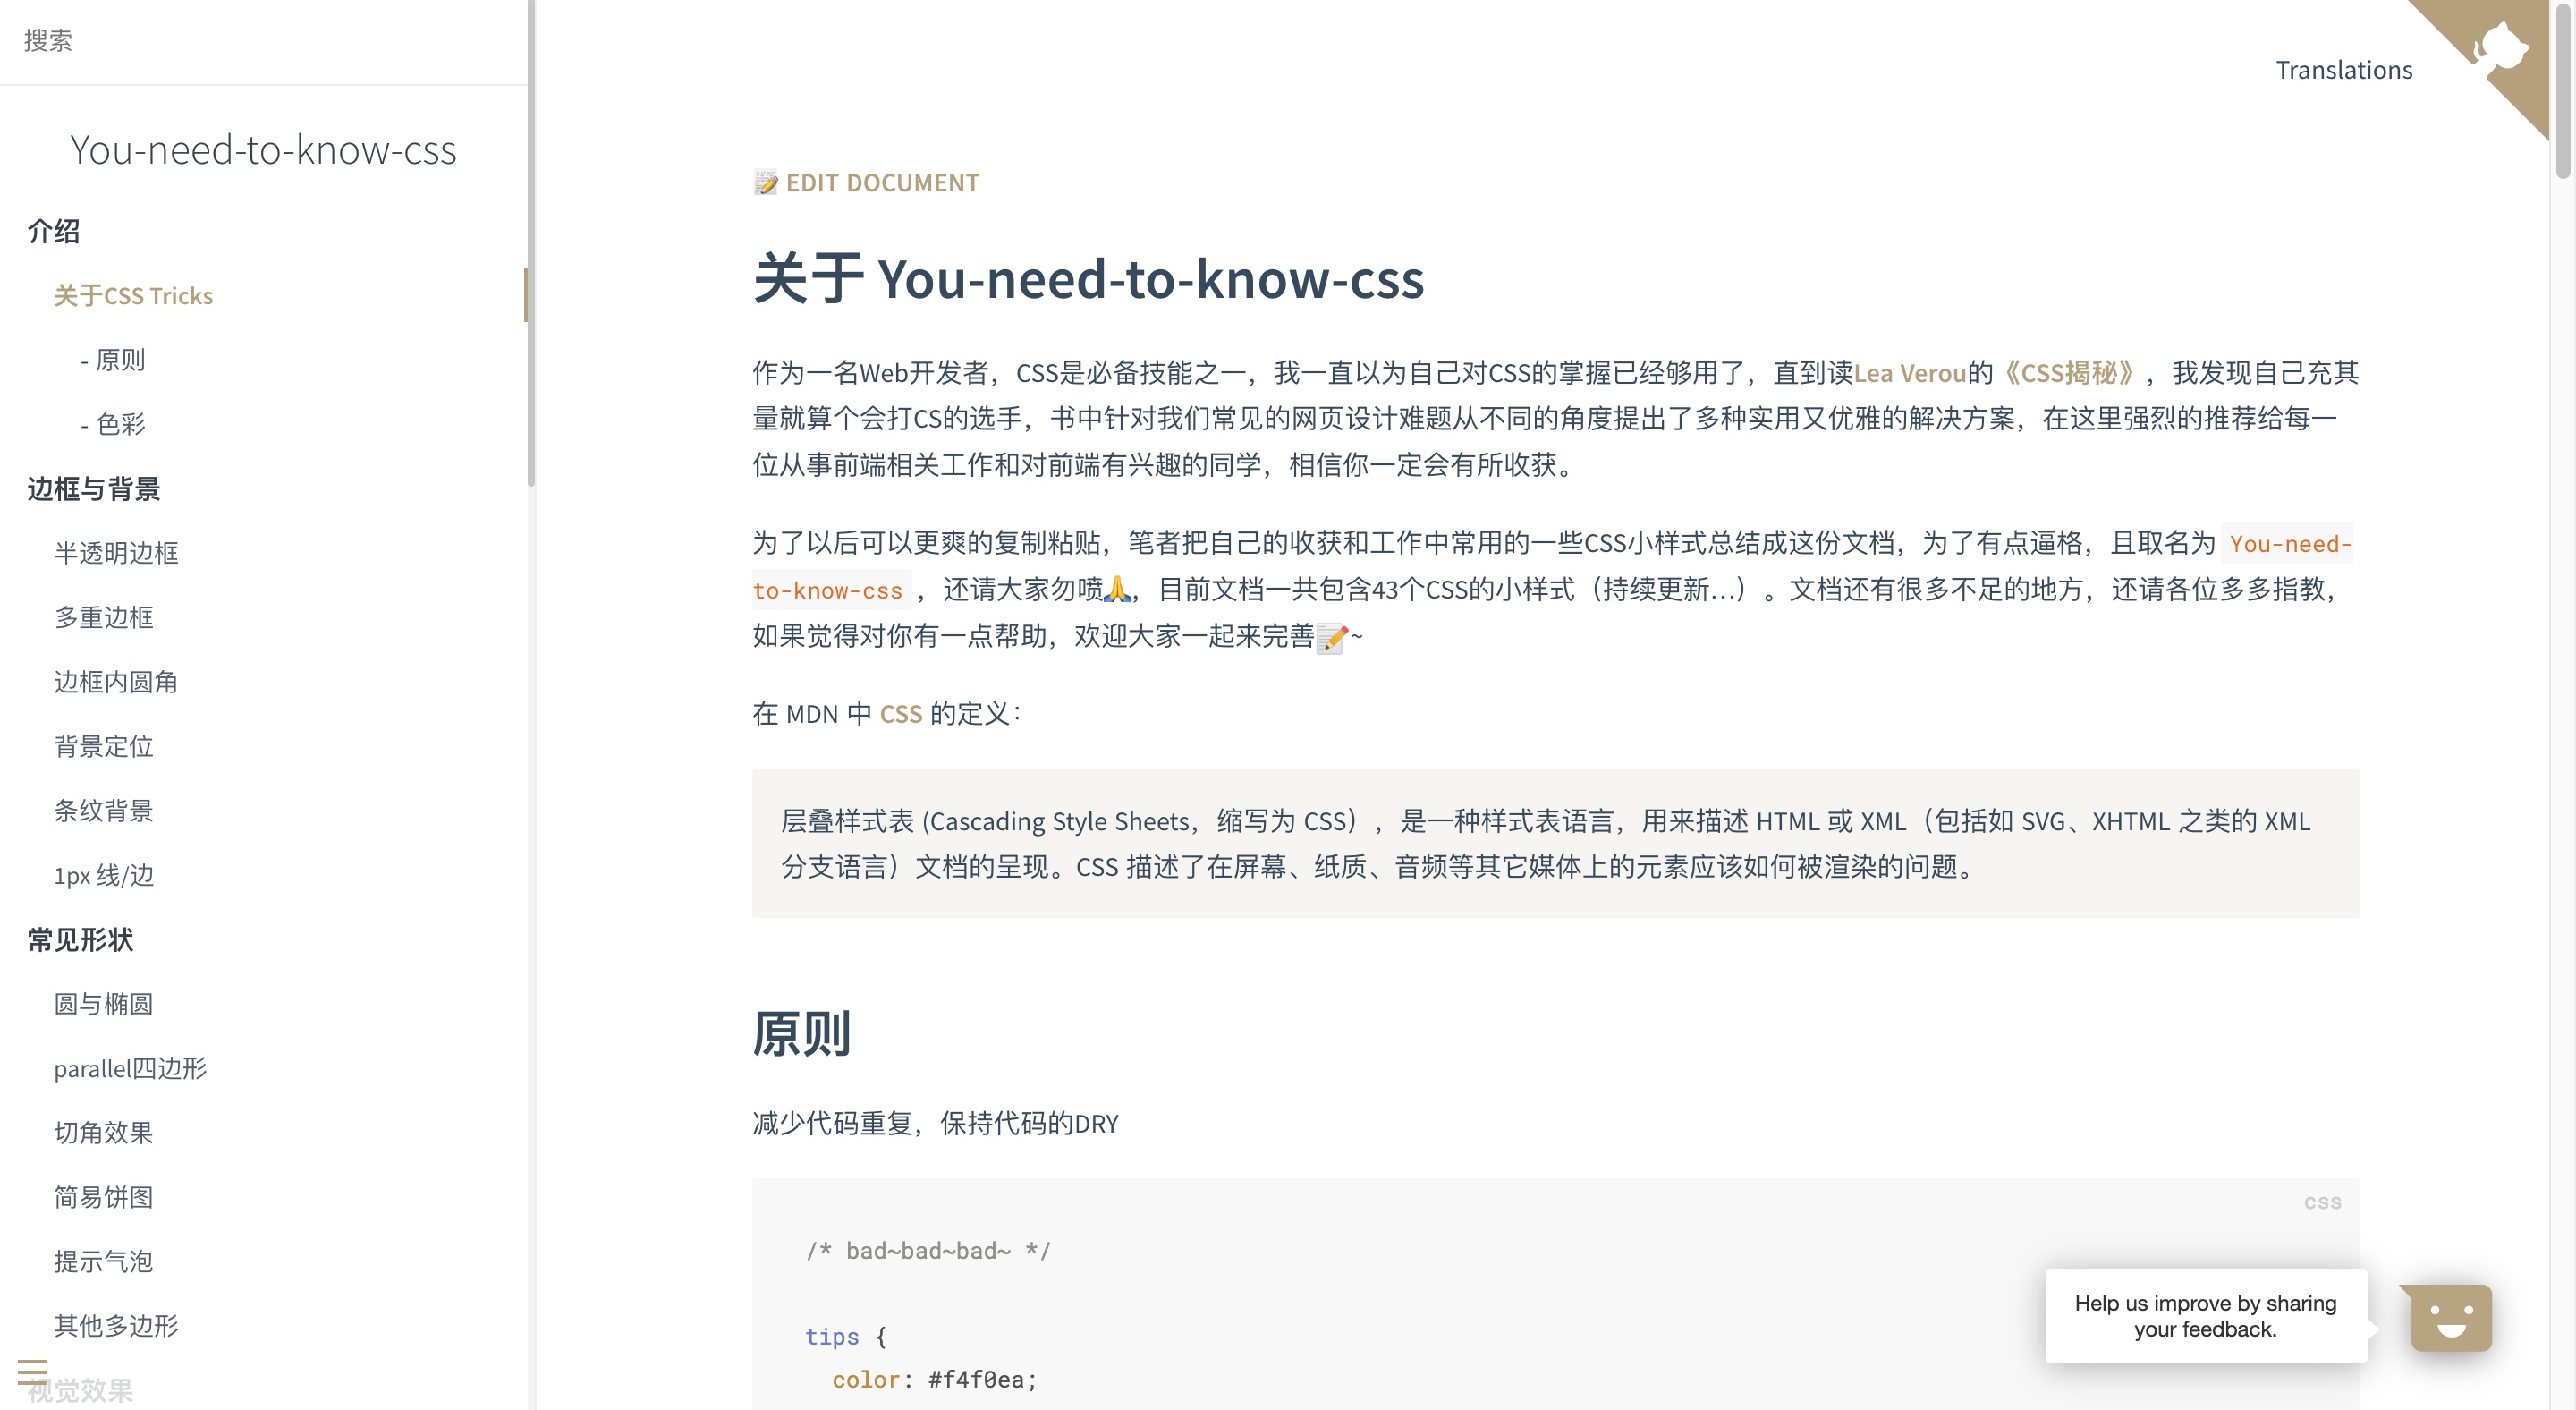 搜索
You-need-to-know-css
介绍
关于CSS Tricks
- 原则
- 色彩
边框与背景
半透明边框
多重边框
边框内圆角
背景定位
条纹背景
1px 线/边
常见形状
圆与椭圆
parallel四边形
切角效果
简易饼图
提示气泡
其他多边形
视觉效果
Translations
📝 EDIT DOCUMENT
关于 You-need-to-know-css
作为一名Web开发者，CSS是必备技能之一，我一直以为自己对CSS的掌握已经够用了，直到读Lea Verou的《CSS揭秘》，我发现自己充其
量就算个会打CS的选手，书中针对我们常见的网页设计难题从不同的角度提出了多种实用又优雅的解决方案，在这里强烈的推荐给每一
位从事前端相关工作和对前端有兴趣的同学，相信你一定会有所收获。
为了以后可以更爽的复制粘贴，笔者把自己的收获和工作中常用的一些CSS小样式总结成这份文档，为了有点逼格，且取名为 You-need-
to-know-css ，还请大家勿喷🙏，目前文档一共包含43个CSS的小样式（持续更新...）。文档还有很多不足的地方，还请各位多多指教，
如果觉得对你有一点帮助，欢迎大家一起来完善📝~
在 MDN 中 CSS 的定义：
层叠样式表 (Cascading Style Sheets，缩写为 CSS），是一种样式表语言，用来描述 HTML 或 XML（包括如 SVG、XHTML 之类的 XML
分支语言）文档的呈现。CSS 描述了在屏幕、纸质、音频等其它媒体上的元素应该如何被渲染的问题。
原则
减少代码重复，保持代码的DRY
css
/* bad~bad~bad~ */
tips {
color: #f4f0ea;
Help us improve by sharing
your feedback.